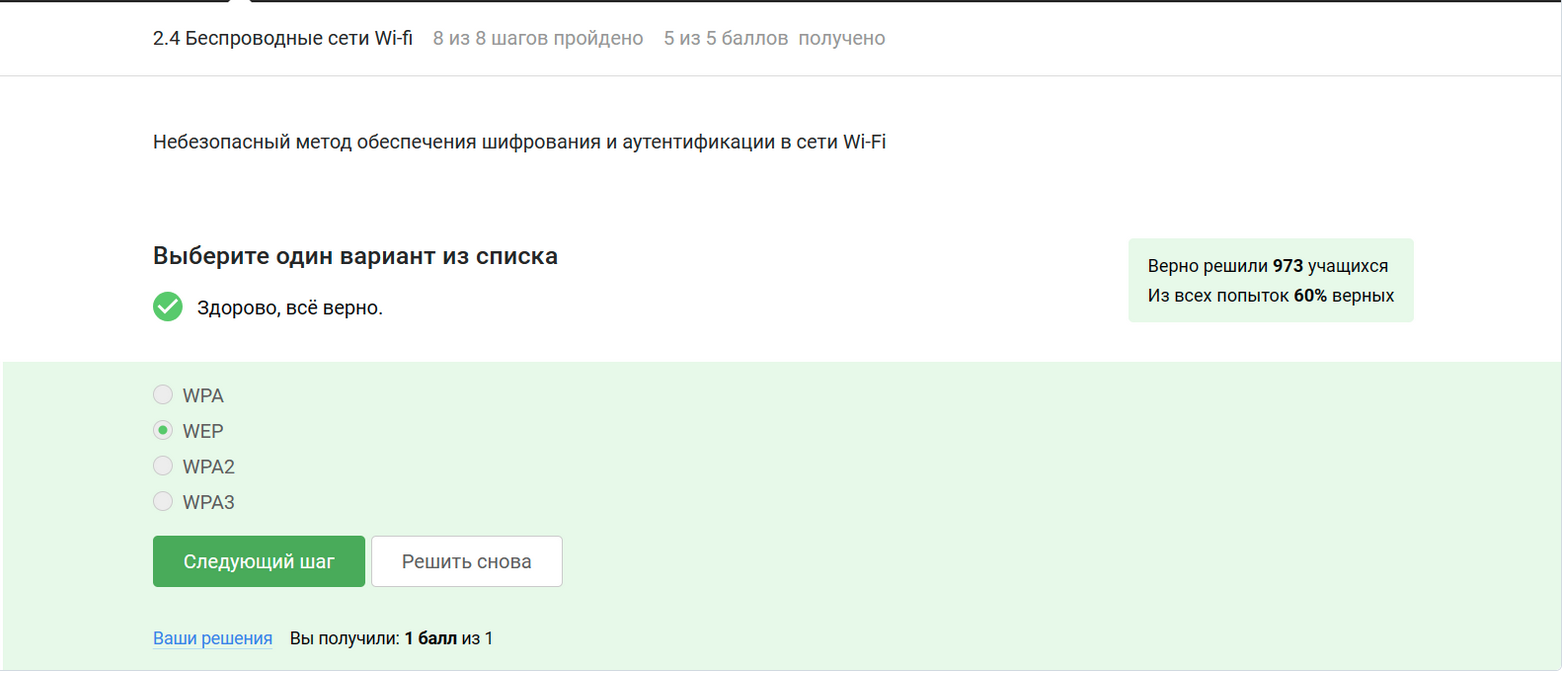 2.4 Беспроводные сети Wi-fi 8 из 8 шагов пройдено 5 из 5 баллов получено
Небезопасный метод обеспечения шифрования и аутентификации в сети Wi-Fi
Выберите один вариант из списка
Здорово, всё верно.
Верно решили 973 учащихся
Из всех попыток 60% верных
WPA
WEP
WPA2
WPA3
Следующий шаг Решить снова
Ваши решения Вы получили: 1 балл из 1